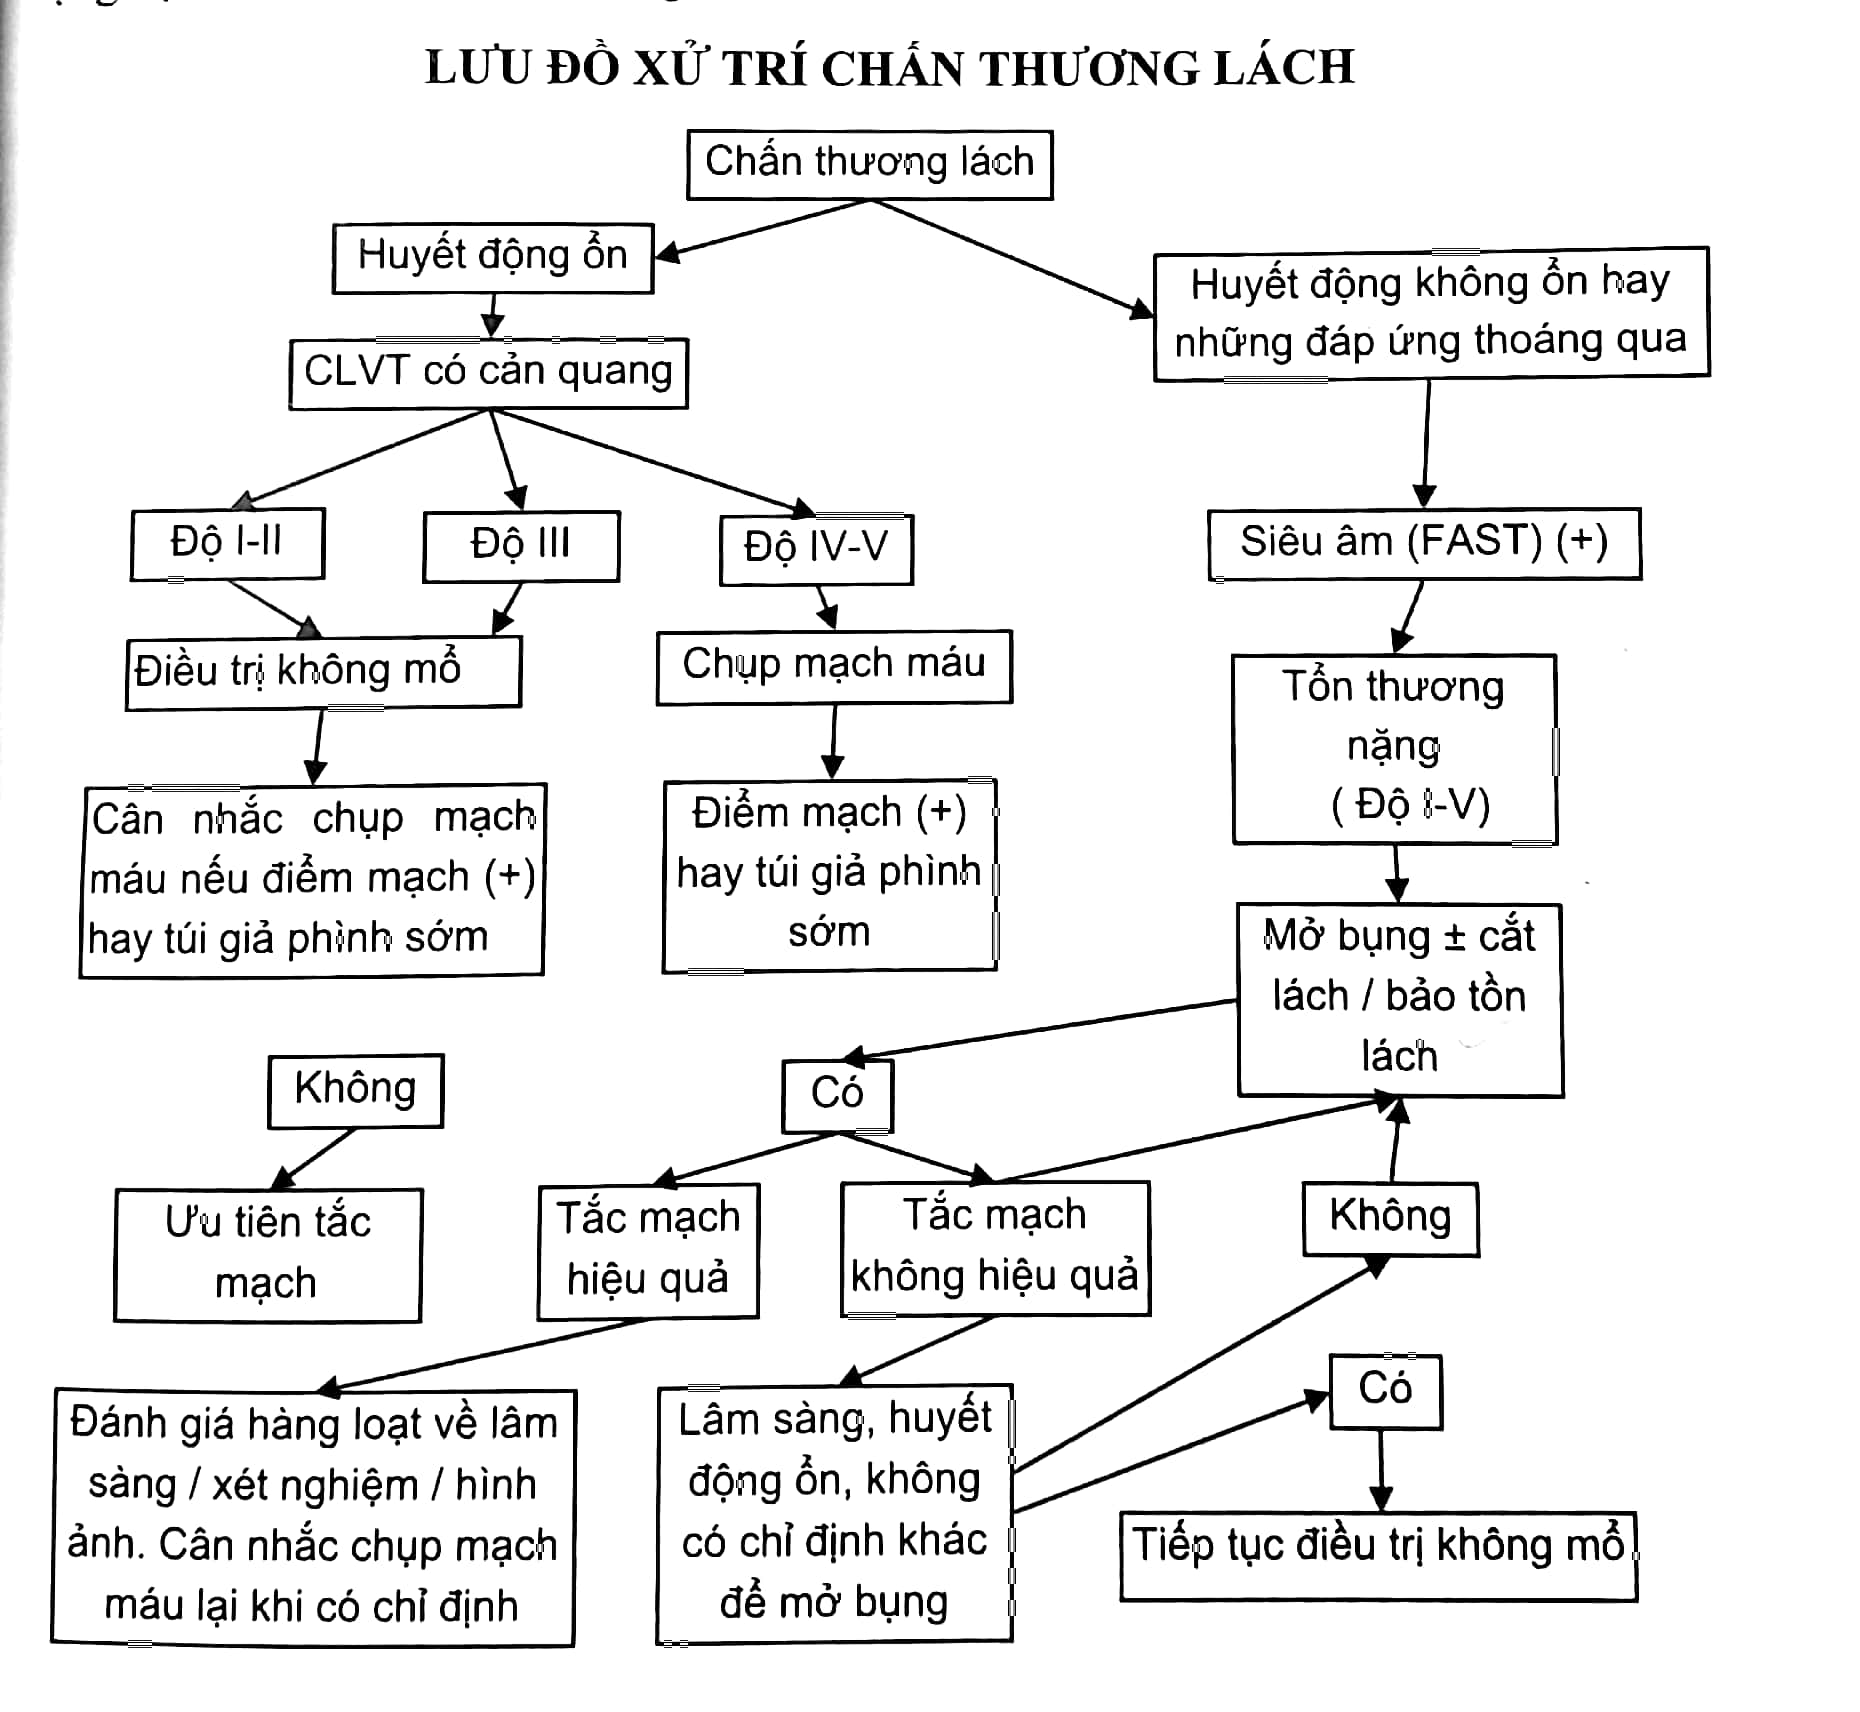 LƯU ĐỒ XỬ TRÍ CHẤN THƯƠNG LÁCH
Chấn thương lách
Huyết động ổn
Huyết động không ổn hay
những đáp ứng thoáng qua
CLVT có cản quang
Độ I-II
Độ III
Độ IV-V
Siêu âm (FAST) (+)
Điều trị không mổ
Chụp mạch máu
Tổn thương
nặng
( Độ I-V)
Cân nhắc chụp mạch
máu nếu điểm mạch (+)
hay túi giả phình sớm
Điểm mạch (+)
hay túi giả phình
sớm
Mở bụng ± cắt
lách / bảo tồn
lách
Không
Có
Ưu tiên tắc
mạch
Tắc mạch
hiệu quả
Tắc mạch
không hiệu quả
Không
Có
Đánh giá hàng loạt về lâm
sàng / xét nghiệm / hình
ảnh. Cân nhắc chụp mạch
máu lại khi có chỉ định
Lâm sàng, huyết
động ổn, không
có chỉ định khác
để mở bụng
Tiếp tục điều trị không mổ